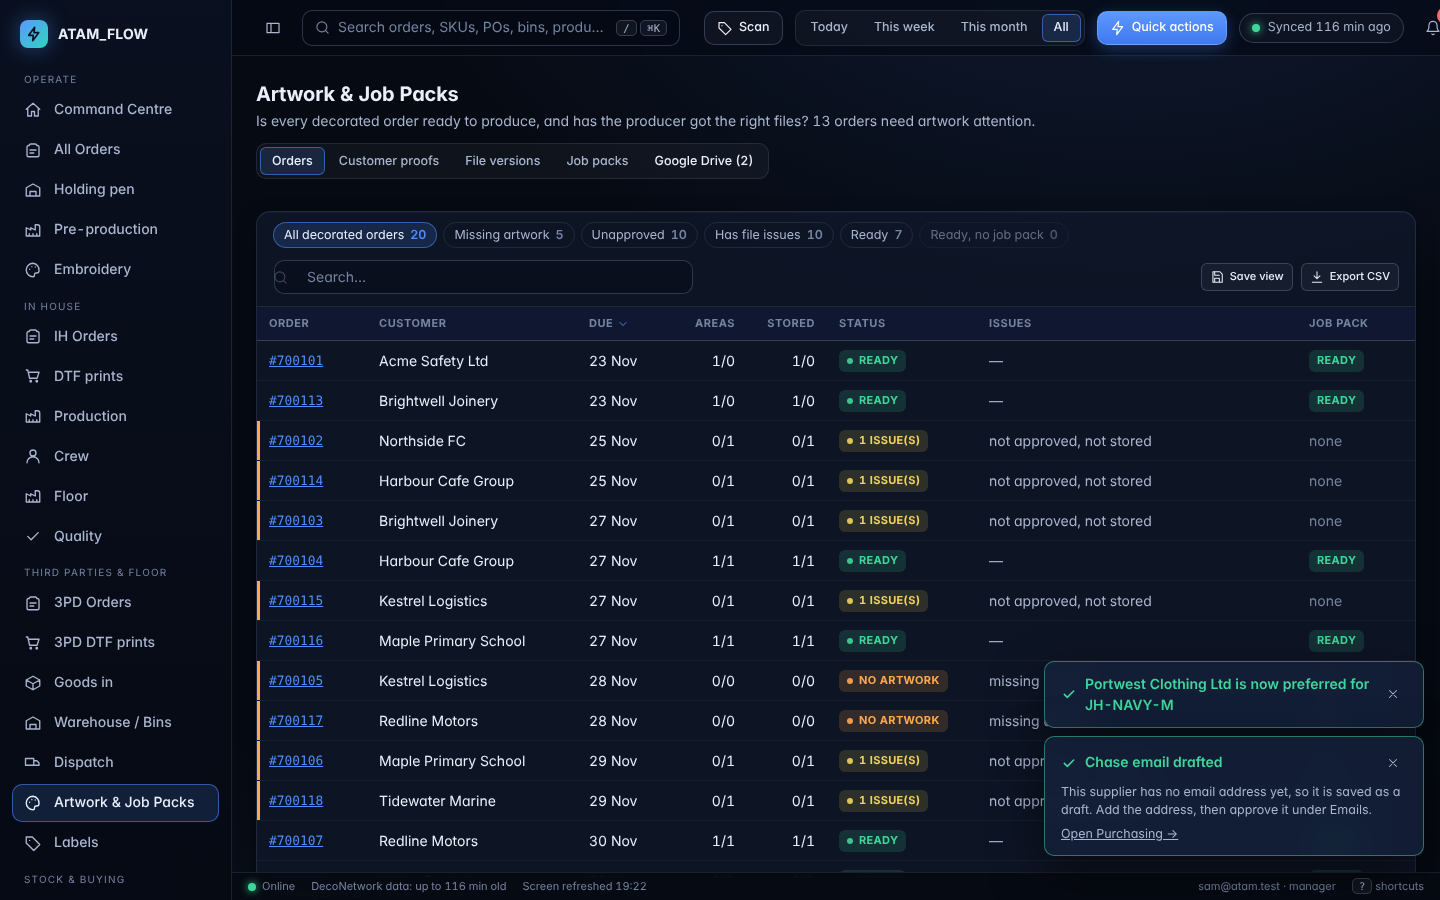 ATAM_FLOW
Search orders, SKUs, POs, bins, produ... / ⌘K
Scan
Today This week This month All
Quick actions
Synced 116 min ago
OPERATE
Command Centre
All Orders
Holding pen
Pre-production
Embroidery
IN HOUSE
IH Orders
DTF prints
Production
Crew
Floor
Quality
THIRD PARTIES & FLOOR
3PD Orders
3PD DTF prints
Goods in
Warehouse / Bins
Dispatch
Artwork & Job Packs
Labels
STOCK & BUYING
Artwork & Job Packs
Is every decorated order ready to produce, and has the producer got the right files? 13 orders need artwork attention.
Orders Customer proofs File versions Job packs Google Drive (2)
All decorated orders 20 Missing artwork 5 Unapproved 10 Has file issues 10 Ready 7 Ready, no job pack 0
Search...
Save view Export CSV
ORDER CUSTOMER DUE AREAS STORED STATUS ISSUES JOB PACK
#700101 Acme Safety Ltd 23 Nov 1/0 1/0 READY — READY
#700113 Brightwell Joinery 23 Nov 1/0 1/0 READY — READY
#700102 Northside FC 25 Nov 0/1 0/1 1 ISSUE(S) not approved, not stored none
#700114 Harbour Cafe Group 25 Nov 0/1 0/1 1 ISSUE(S) not approved, not stored none
#700103 Brightwell Joinery 27 Nov 0/1 0/1 1 ISSUE(S) not approved, not stored none
#700104 Harbour Cafe Group 27 Nov 1/1 1/1 READY — READY
#700115 Kestrel Logistics 27 Nov 0/1 0/1 1 ISSUE(S) not approved, not stored none
#700116 Maple Primary School 27 Nov 1/1 1/1 READY — READY
#700105 Kestrel Logistics 28 Nov 0/0 0/0 NO ARTWORK missing
#700117 Redline Motors 28 Nov 0/0 0/0 NO ARTWORK missing
#700106 Maple Primary School 29 Nov 0/1 0/1 1 ISSUE(S) not appr
#700118 Tidewater Marine 29 Nov 0/1 0/1 1 ISSUE(S) not appr
#700107 Redline Motors 30 Nov 1/1 1/1 READY —
Portwest Clothing Ltd is now preferred for
JH-NAVY-M
Chase email drafted
This supplier has no email address yet, so it is saved as a
draft. Add the address, then approve it under Emails.
Open Purchasing →
Online DecoNetwork data: up to 116 min old Screen refreshed 19:22
sam@atam.test · manager ? shortcuts